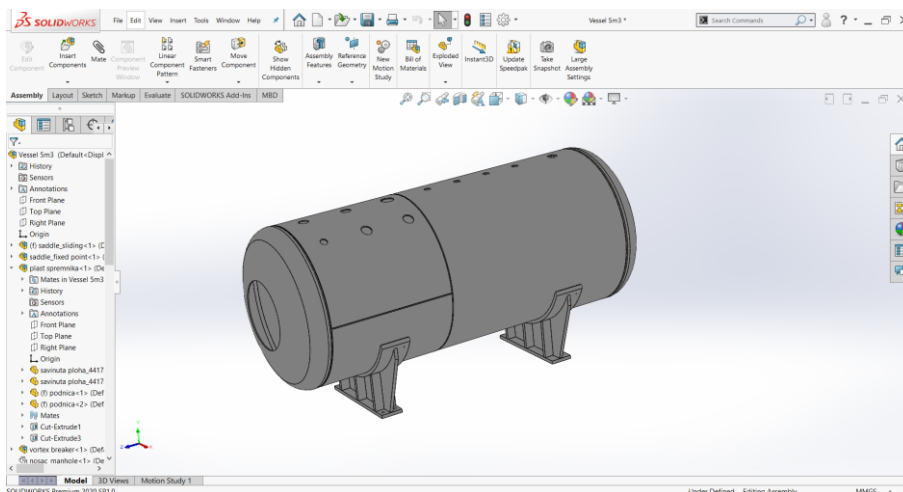 SOLIDWORKS File Edit View Insert Tools Window Help Vessel 5m3 * Search Commands
Edit Component
Insert Components
Mate
Component Preview Window
Linear Component Pattern
Smart Fasteners
Move Component
Show Hidden Components
Assembly Features
Reference Geometry
New Motion Study
Bill of Materials
Exploded View
Instant3D
Update Speedpak
Take Snapshot
Large Assembly Settings
Assembly Layout Sketch Markup Evaluate SOLIDWORKS Add-Ins MBD
Vessel 5m3 (Default<Displ
History
Sensors
Annotations
Front Plane
Top Plane
Right Plane
Origin
(f) saddle_sliding<1> (D
saddle_fixed point<1> (
plast spremnika<1> (De
Mates in Vessel 5m3
History
Sensors
Annotations
Front Plane
Top Plane
Right Plane
Origin
savinuta ploha_4417
savinuta ploha_4417
(f) podnica<1> (Def
(f) podnica<2> (Def
Mates
Cut-Extrude1
Cut-Extrude3
vortex breaker<1> (Def
nosac manhole<1> (De
Model 3D Views Motion Study 1
SOLIDWORKS Premium 2020 SP1.0 Under Defined Editing Assembly MMGS